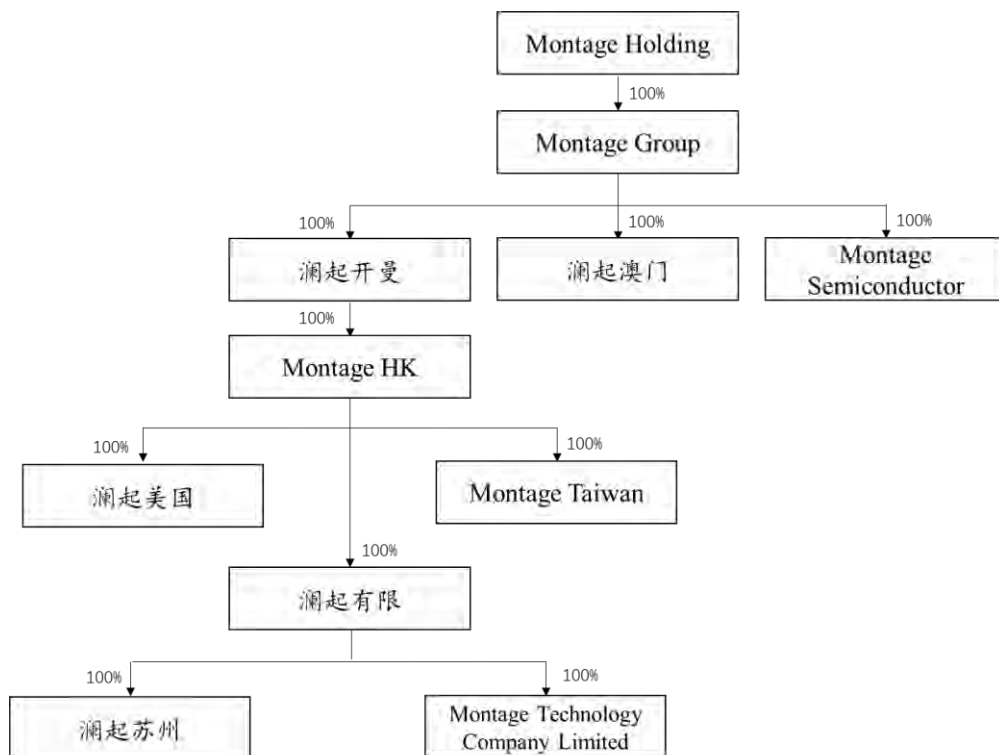 Montage Holding
100%
Montage Group
100%
100%
100%
澜起开曼
澜起澳门
Montage
Semiconductor
100%
Montage HK
100%
100%
澜起美国
Montage Taiwan
100%
澜起有限
100%
100%
澜起苏州
Montage Technology
Company Limited